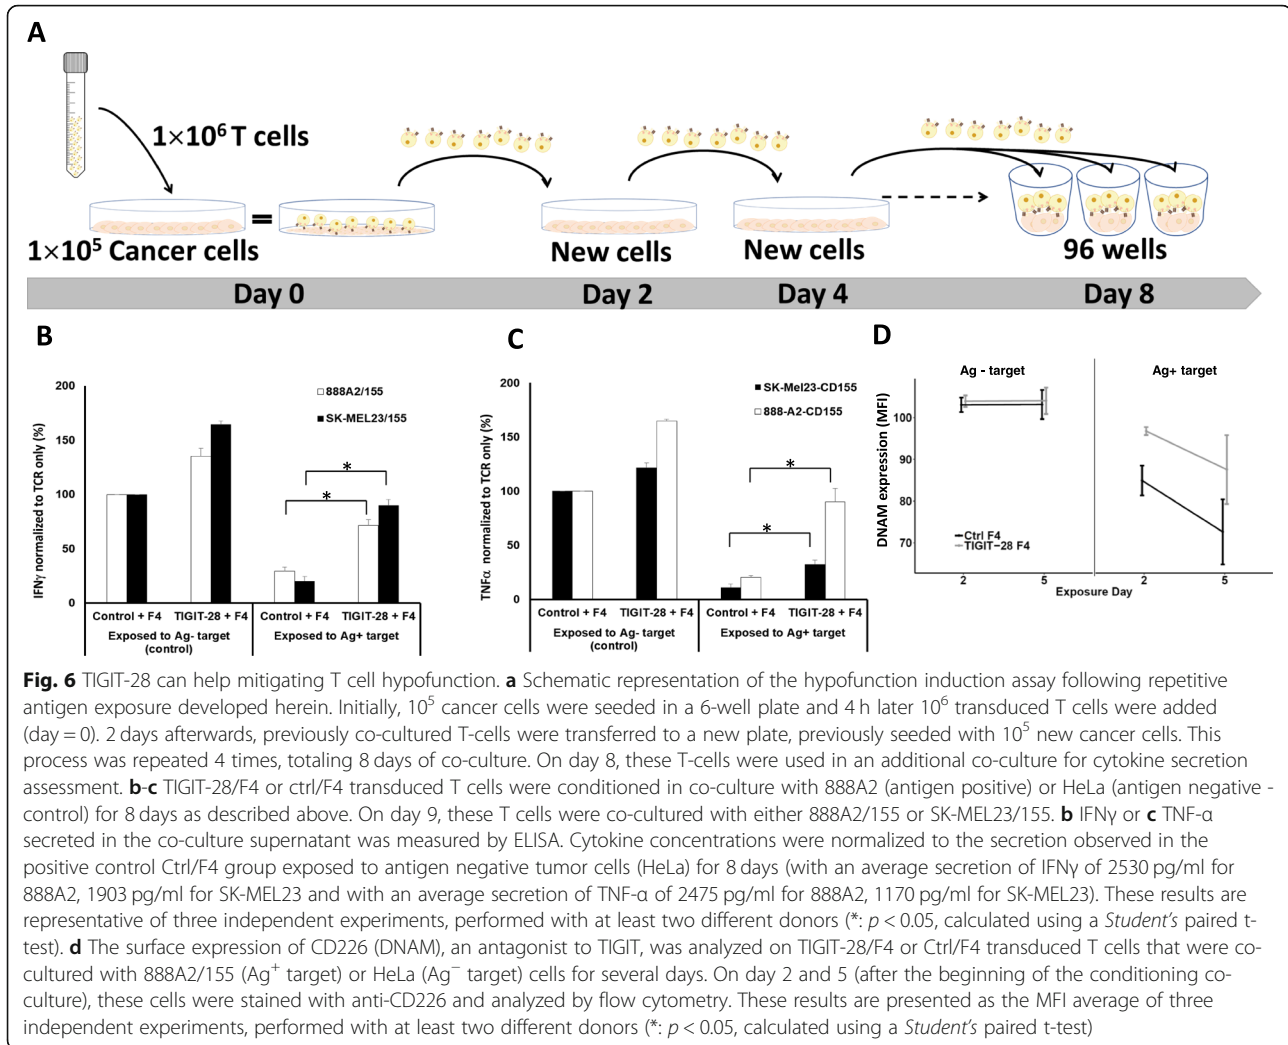 A
1×10⁶ T cells
=
1×10⁵ Cancer cells
New cells
New cells
96 wells
Day 0
Day 2
Day 4
Day 8
B
IFNγ normalized to TCR only (%)
200
150
100
50
0
888A2/155
SK-MEL23/155
*
*
Control + F4
TIGIT-28 + F4
Control + F4
TIGIT-28 + F4
Exposed to Ag- target
(control)
Exposed to Ag+ target
C
TNFα normalized to TCR only (%)
200
150
100
50
0
SK-Mel23-CD155
888-A2-CD155
*
*
Control + F4
TIGIT-28 + F4
Control + F4
TIGIT-28 + F4
Exposed to Ag- target
(control)
Exposed to Ag+ target
D
Ag - target
Ag+ target
DNAM expression (MFI)
100
90
80
70
Ctrl F4
TIGIT-28 F4
2
5
2
5
Exposure Day
Fig. 6 TIGIT-28 can help mitigating T cell hypofunction. a Schematic representation of the hypofunction induction assay following repetitive
antigen exposure developed herein. Initially, 10⁵ cancer cells were seeded in a 6-well plate and 4 h later 10⁶ transduced T cells were added
(day = 0). 2 days afterwards, previously co-cultured T-cells were transferred to a new plate, previously seeded with 10⁵ new cancer cells. This
process was repeated 4 times, totaling 8 days of co-culture. On day 8, these T-cells were used in an additional co-culture for cytokine secretion
assessment. b-c TIGIT-28/F4 or ctrl/F4 transduced T cells were conditioned in co-culture with 888A2 (antigen positive) or HeLa (antigen negative -
control) for 8 days as described above. On day 9, these T cells were co-cultured with either 888A2/155 or SK-MEL23/155. b IFNγ or c TNF-α
secreted in the co-culture supernatant was measured by ELISA. Cytokine concentrations were normalized to the secretion observed in the
positive control Ctrl/F4 group exposed to antigen negative tumor cells (HeLa) for 8 days (with an average secretion of IFNγ of 2530 pg/ml for
888A2, 1903 pg/ml for SK-MEL23 and with an average secretion of TNF-α of 2475 pg/ml for 888A2, 1170 pg/ml for SK-MEL23). These results are
representative of three independent experiments, performed with at least two different donors (*: p < 0.05, calculated using a Student's paired t-
test). d The surface expression of CD226 (DNAM), an antagonist to TIGIT, was analyzed on TIGIT-28/F4 or Ctrl/F4 transduced T cells that were co-
cultured with 888A2/155 (Ag⁺ target) or HeLa (Ag⁻ target) cells for several days. On day 2 and 5 (after the beginning of the conditioning co-
culture), these cells were stained with anti-CD226 and analyzed by flow cytometry. These results are presented as the MFI average of three
independent experiments, performed with at least two different donors (*: p < 0.05, calculated using a Student's paired t-test)